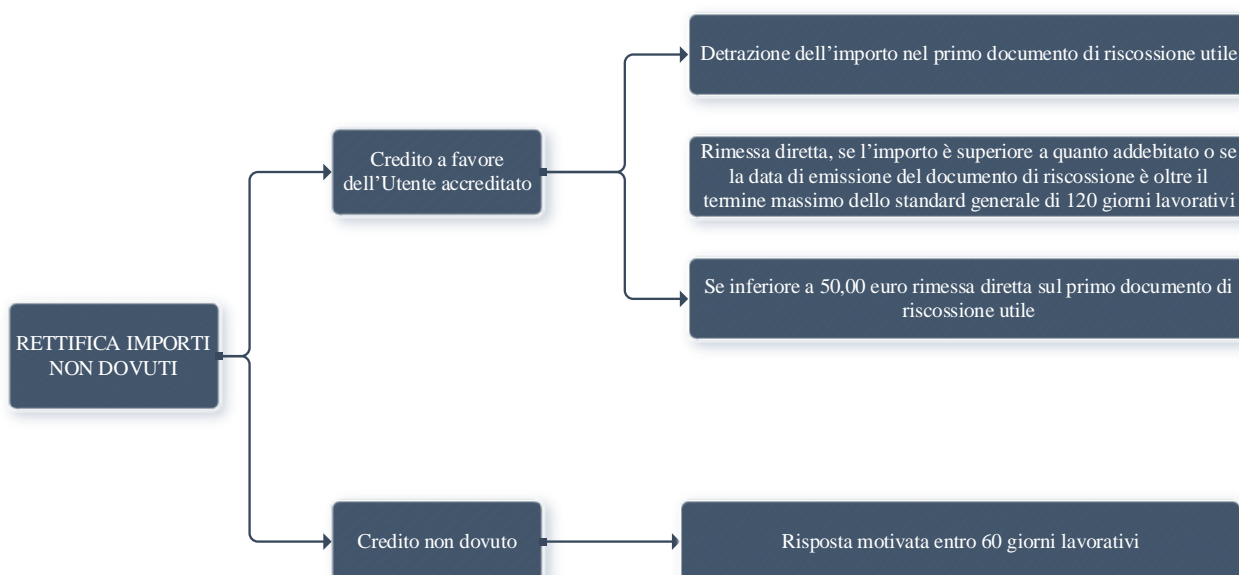 Detrazione dell’importo nel primo documento di riscossione utile
Credito a favore
dell’Utente accreditato
Rimessa diretta, se l’importo è superiore a quanto addebitato o se
la data di emissione del documento di riscossione è oltre il
termine massimo dello standard generale di 120 giorni lavorativi
Se inferiore a 50,00 euro rimessa diretta sul primo documento di
riscossione utile
RETTIFICA IMPORTI
NON DOVUTI
Credito non dovuto
Risposta motivata entro 60 giorni lavorativi